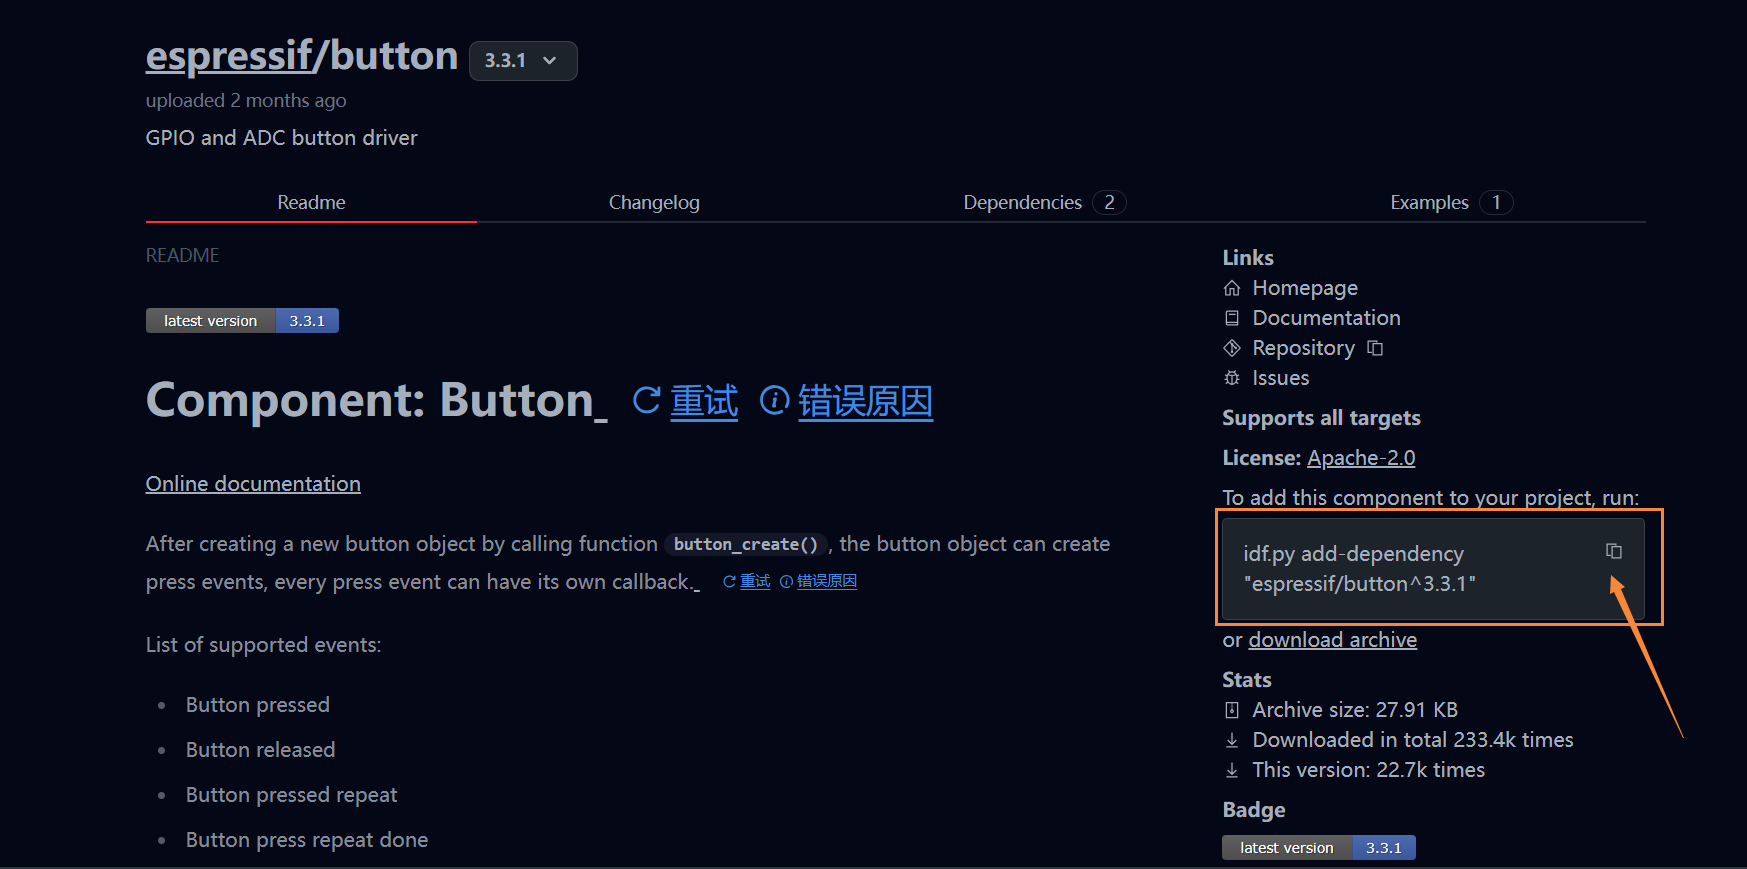 espressif/button 3.3.1
uploaded 2 months ago
GPIO and ADC button driver
Readme
Changelog
Dependencies 2
Examples 1
README
latest version 3.3.1
Component: Button_ 重试 错误原因
Online documentation
After creating a new button object by calling function button_create(), the button object can create
press events, every press event can have its own callback._ 重试 错误原因
List of supported events:
Button pressed
Button released
Button pressed repeat
Button press repeat done
Links
Homepage
Documentation
Repository
Issues
Supports all targets
License: Apache-2.0
To add this component to your project, run:
idf.py add-dependency
"espressif/button^3.3.1"
or download archive
Stats
Archive size: 27.91 KB
Downloaded in total 233.4k times
This version: 22.7k times
Badge
latest version 3.3.1